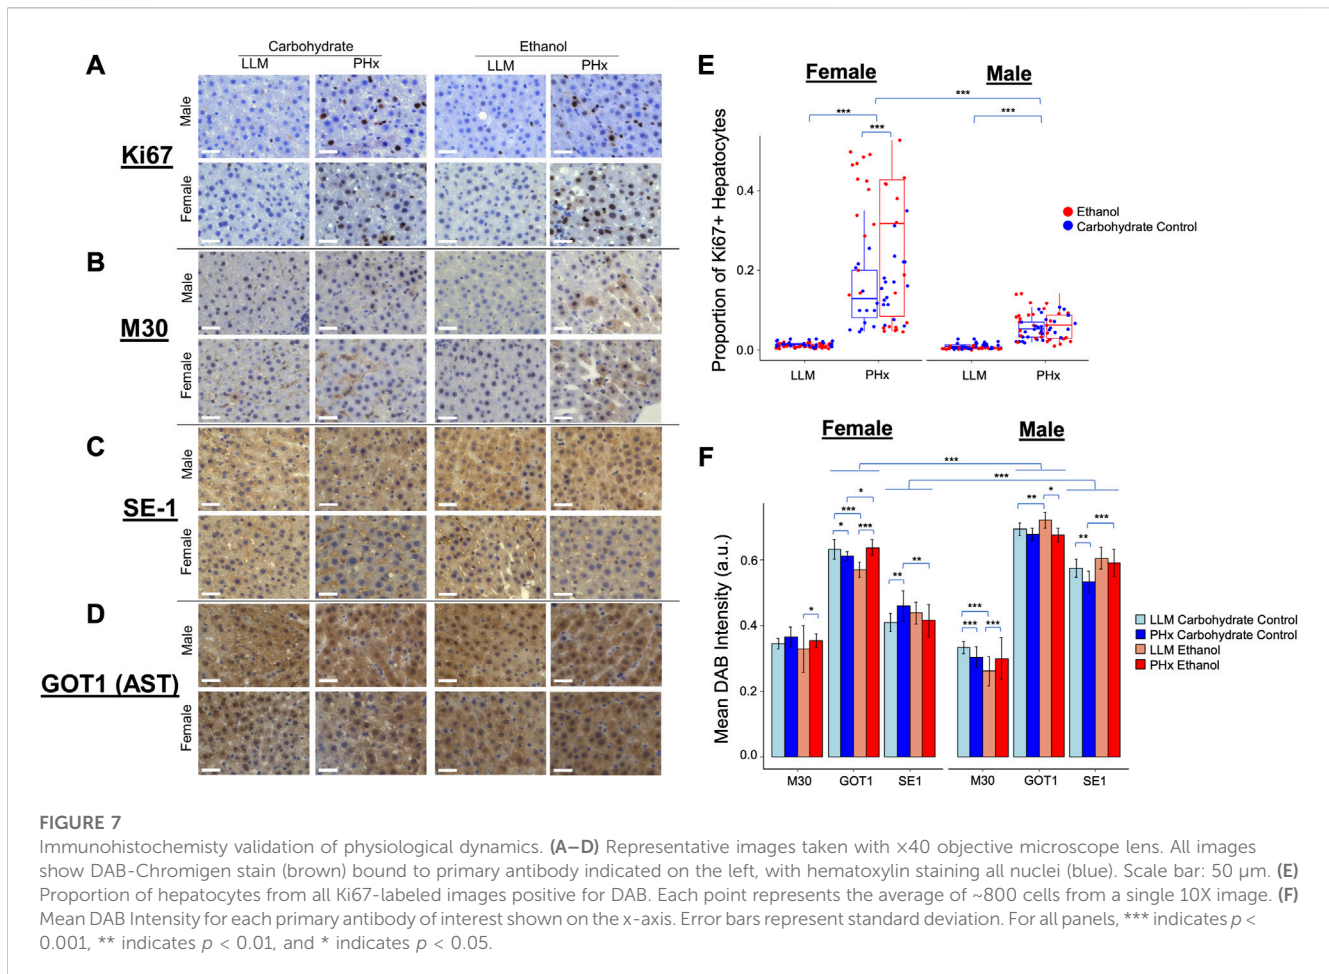 Carbohydrate
Ethanol
LLM PHx LLM PHx
A
Ki67
Male
Female
B
M30
Male
Female
C
SE-1
Male
Female
D
GOT1 (AST)
Male
Female
E
Female Male
***
*** *** ***
Proportion of Ki67+ Hepatocytes
0.4
0.2
0.0
LLM PHx LLM PHx
Ethanol
Carbohydrate Control
F
Female Male
***
***
* ** * ***
*** * *** ** ** **
* *** *** ***
Mean DAB Intensity (a.u.)
0.6
0.4
0.2
0.0
M30 GOT1 SE1 M30 GOT1 SE1
LLM Carbohydrate Control
PHx Carbohydrate Control
LLM Ethanol
PHx Ethanol
FIGURE 7
Immunohistochemisty validation of physiological dynamics. (A–D) Representative images taken with ×40 objective microscope lens. All images
show DAB-Chromigen stain (brown) bound to primary antibody indicated on the left, with hematoxylin staining all nuclei (blue). Scale bar: 50 µm. (E)
Proportion of hepatocytes from all Ki67-labeled images positive for DAB. Each point represents the average of ~800 cells from a single 10X image. (F)
Mean DAB Intensity for each primary antibody of interest shown on the x-axis. Error bars represent standard deviation. For all panels, *** indicates p <
0.001, ** indicates p < 0.01, and * indicates p < 0.05.